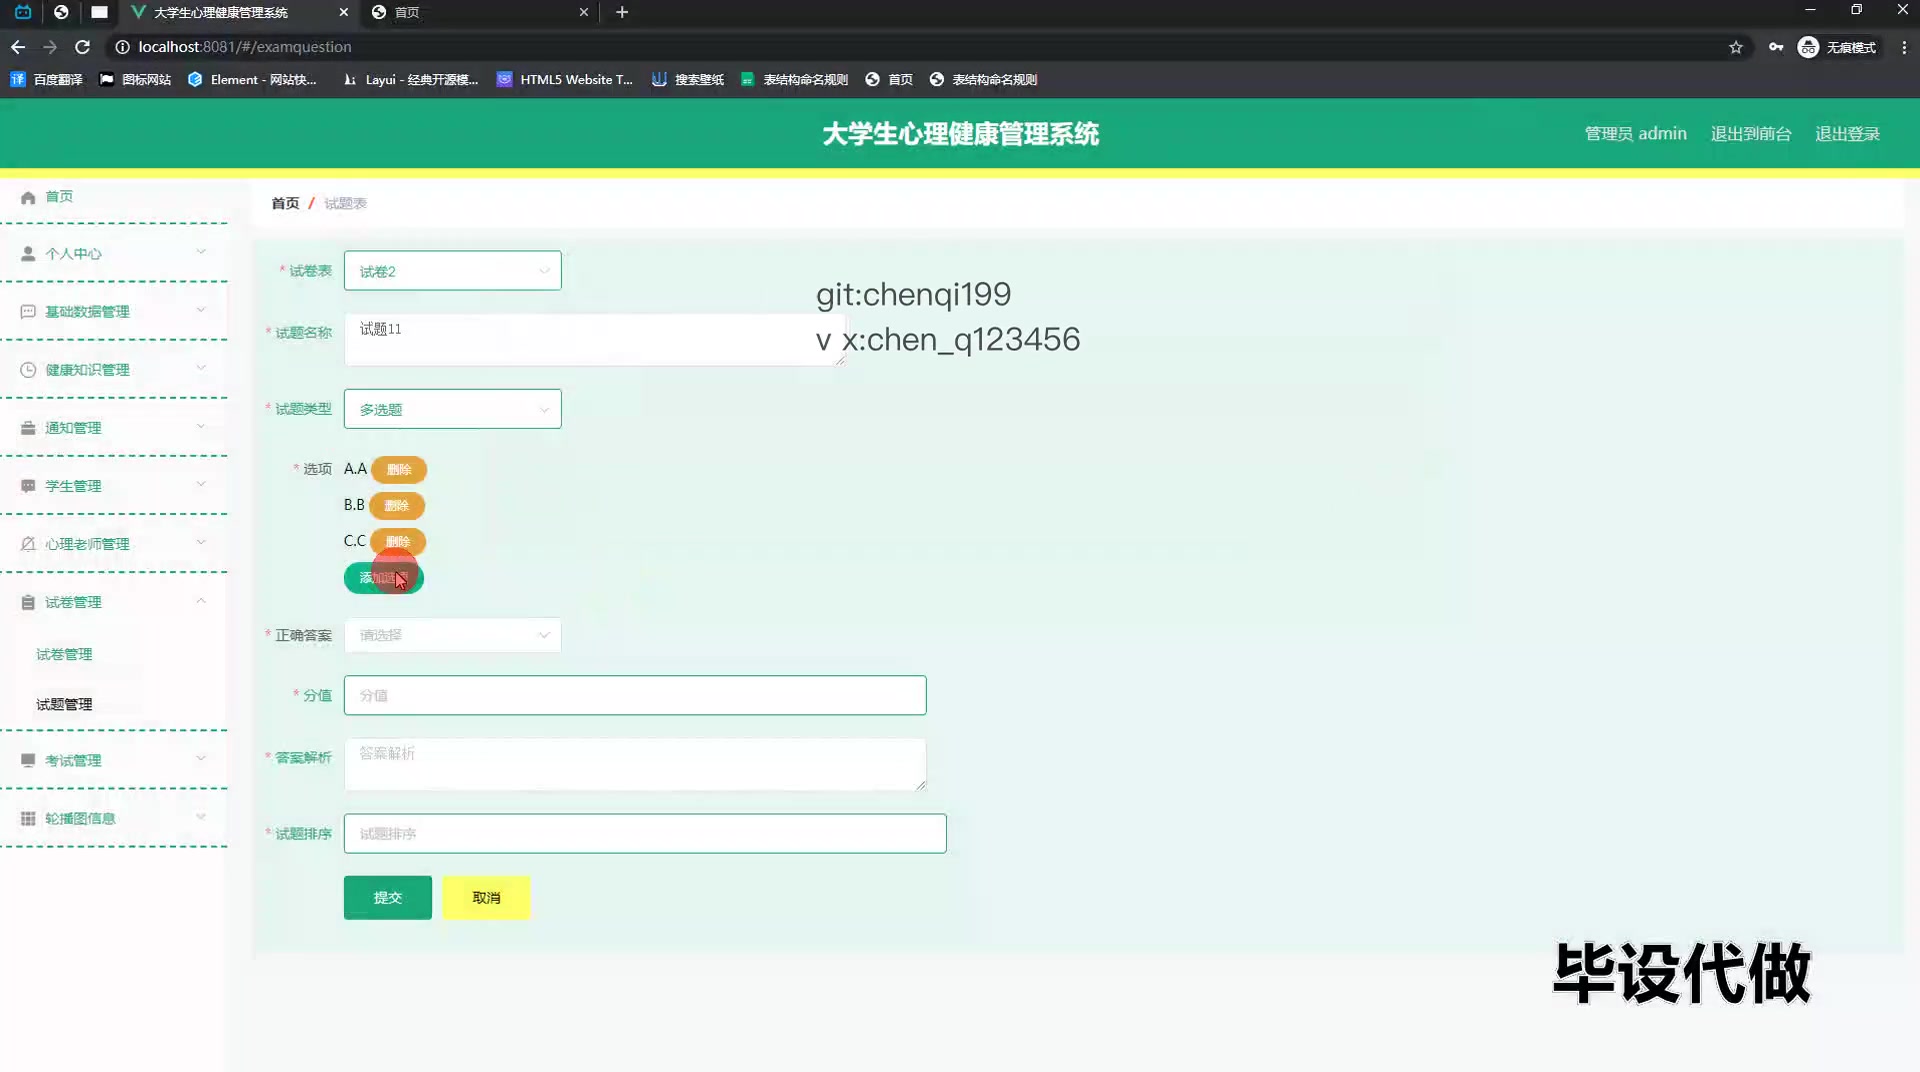 大学生心理健康管理系统
首页
localhost:8081/#/examquestion
无痕模式
百度翻译
图标网站
Element - 网站快...
Layui - 经典开源模...
HTML5 Website T...
搜索壁纸
表结构命名规则
首页
表结构命名规则
大学生心理健康管理系统
管理员 admin
退出到前台
退出登录
首页
个人中心
基础数据管理
健康知识管理
通知管理
学生管理
心理老师管理
试卷管理
试卷管理
试题管理
考试管理
轮播图信息
首页 / 试题表
* 试卷表 试卷2
* 试题名称 试题11
git:chenqi199
v x:chen_q123456
* 试题类型 多选题
* 选项 A.A 删除
B.B 删除
C.C 删除
添加选项
* 正确答案 请选择
* 分值 分值
* 答案解析 答案解析
* 试题排序 试题排序
提交 取消
毕设代做